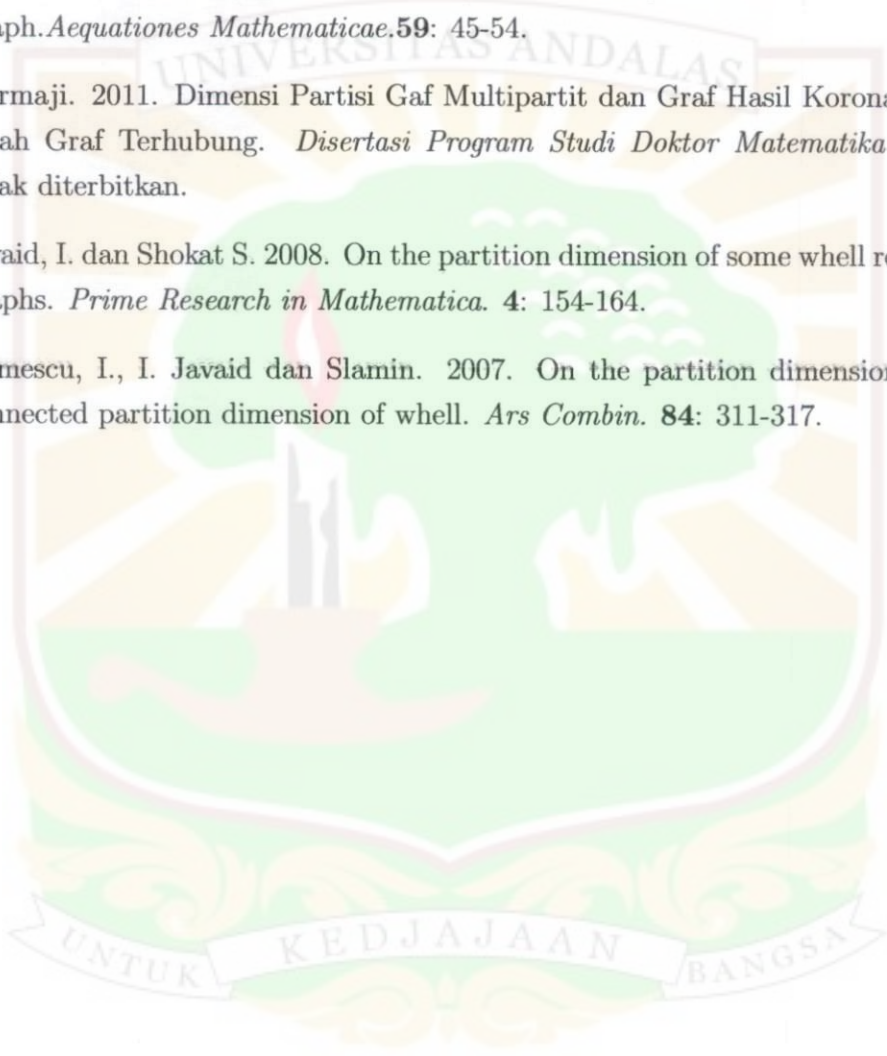 aph.Aequationes Mathematicae.59: 45-54.
UNIVERSITAS ANDALAS
rmaji. 2011. Dimensi Partisi Gaf Multipartit dan Graf Hasil Korona
ah Graf Terhubung. Disertasi Program Studi Doktor Matematika
ak diterbitkan.
aid, I. dan Shokat S. 2008. On the partition dimension of some whell re
phs. Prime Research in Mathematica. 4: 154-164.
mescu, I., I. Javaid dan Slamin. 2007. On the partition dimension
nnected partition dimension of whell. Ars Combin. 84: 311-317.
UNTUK KEDJAJAAN BANGSA